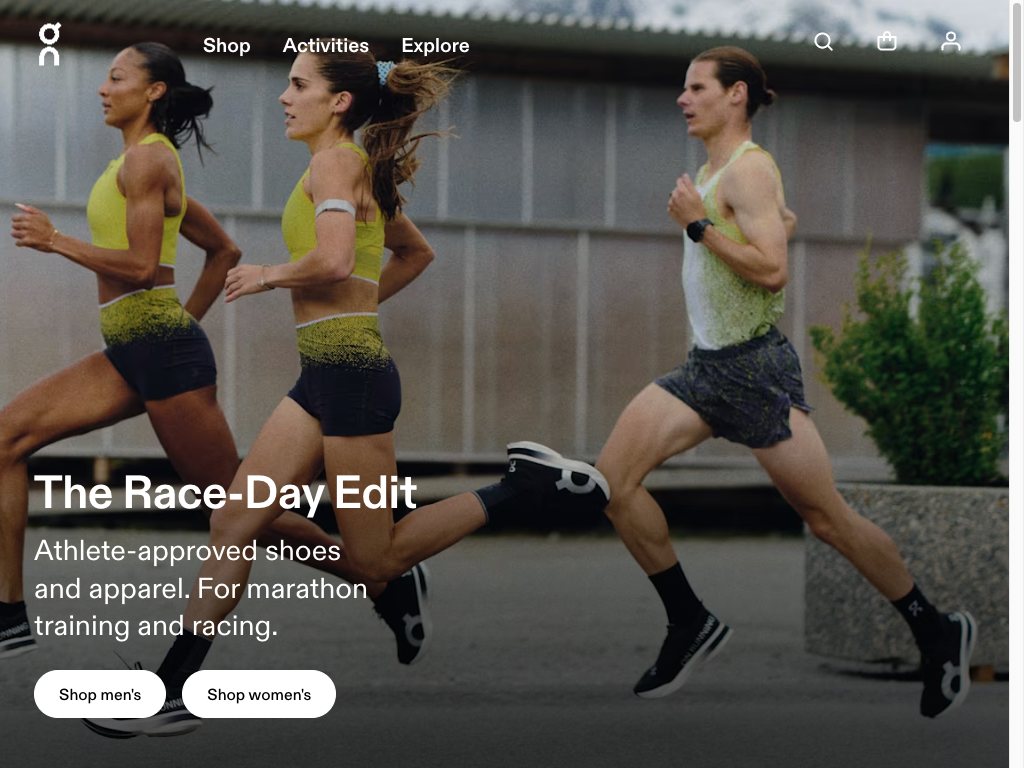 Shop Activities Explore
The Race-Day Edit
Athlete-approved shoes
and apparel. For marathon
training and racing.
Shop men's Shop women's